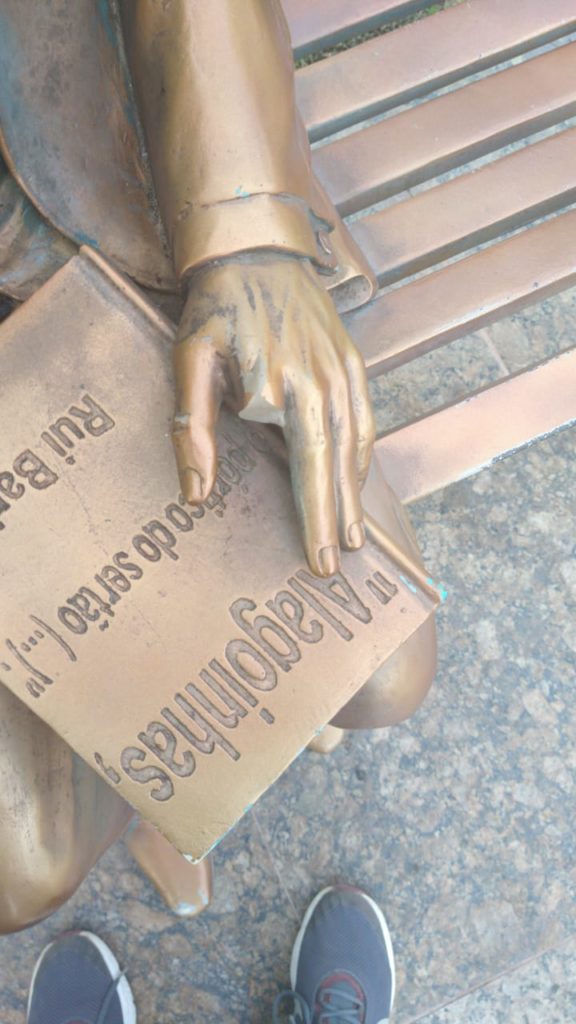 "Alagoinhas,
pórtico do sertão (...)".
Rui